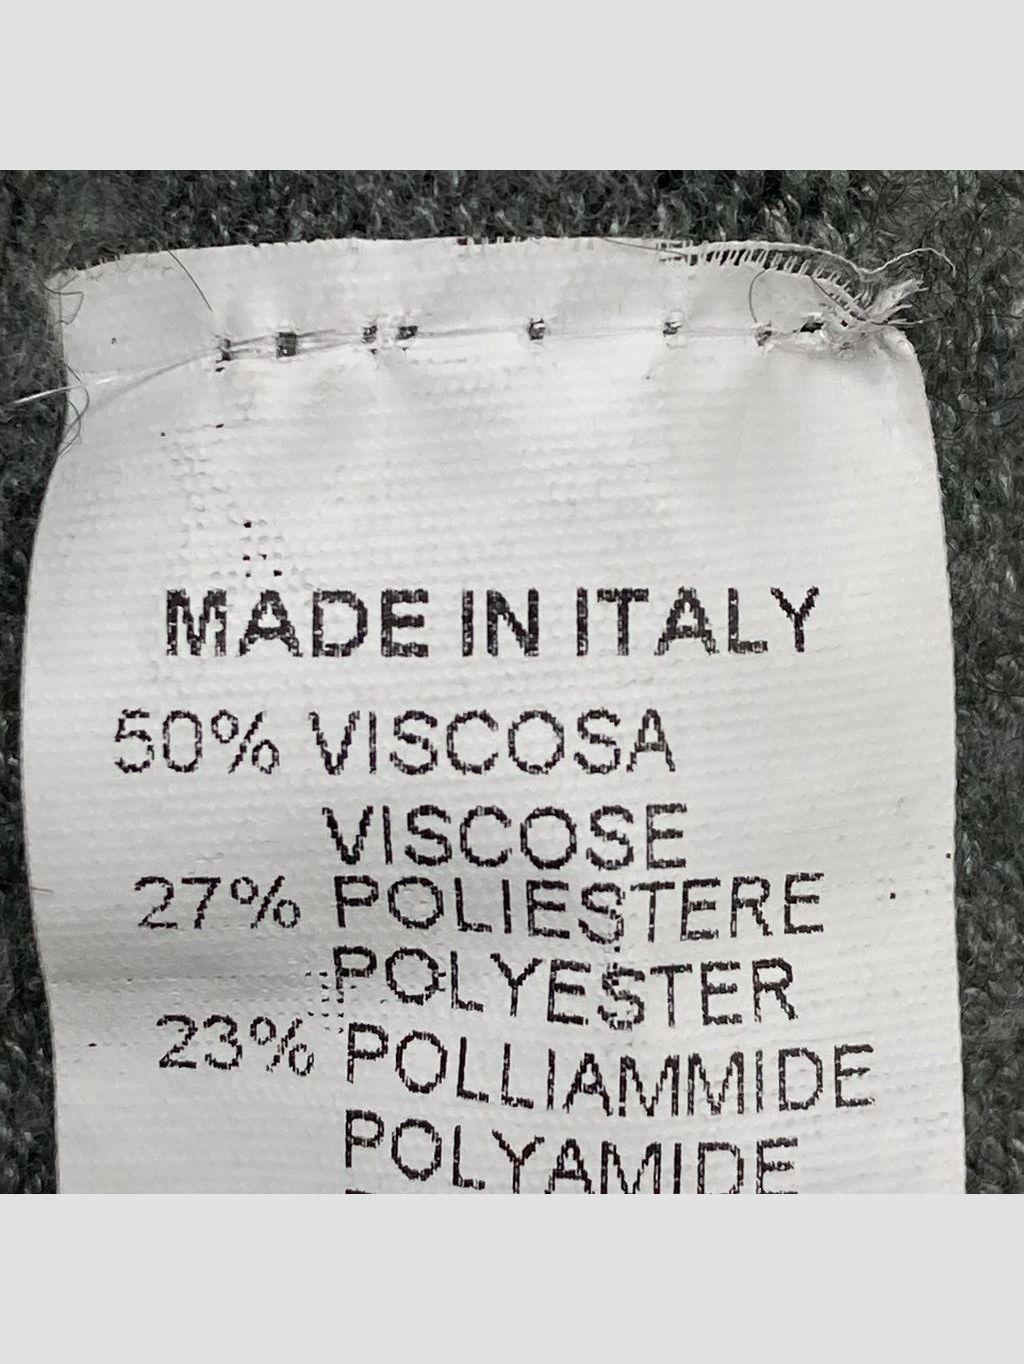 MADE IN ITALY
50% VISCOSA
VISCOSE
27% POLIESTERE
POLYESTER
23% POLLIAMMIDE
POLYAMIDE